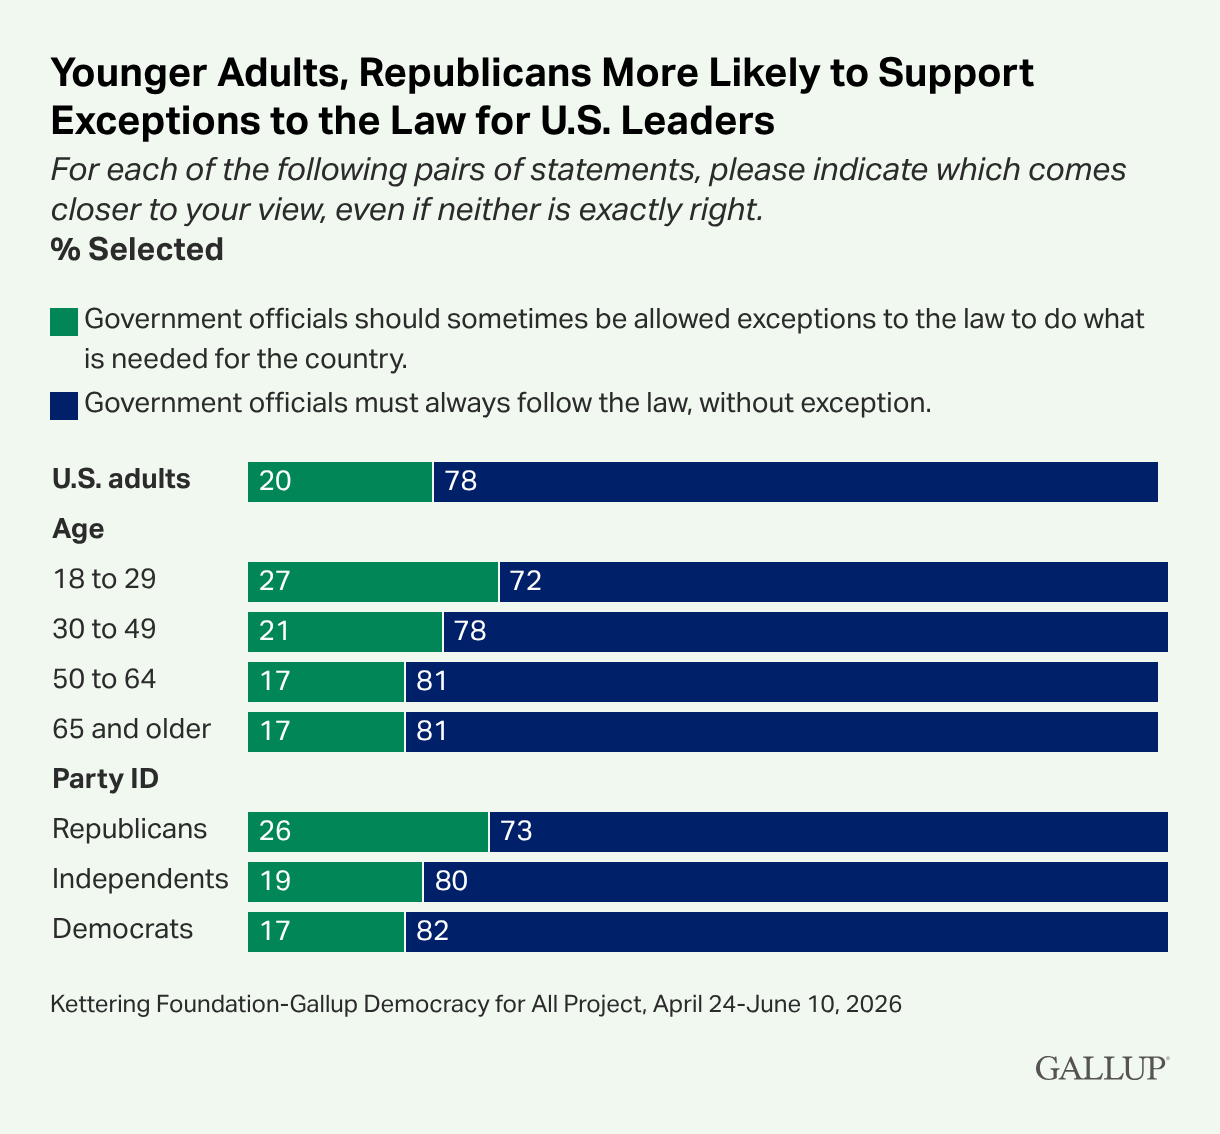 Younger Adults, Republicans More Likely to Support
Exceptions to the Law for U.S. Leaders
For each of the following pairs of statements, please indicate which comes
closer to your view, even if neither is exactly right.
% Selected
Government officials should sometimes be allowed exceptions to the law to do what
is needed for the country.
Government officials must always follow the law, without exception.
U.S. adults 20 78
Age
18 to 29 27 72
30 to 49 21 78
50 to 64 17 81
65 and older 17 81
Party ID
Republicans 26 73
Independents 19 80
Democrats 17 82
Kettering Foundation-Gallup Democracy for All Project, April 24-June 10, 2026
GALLUP®